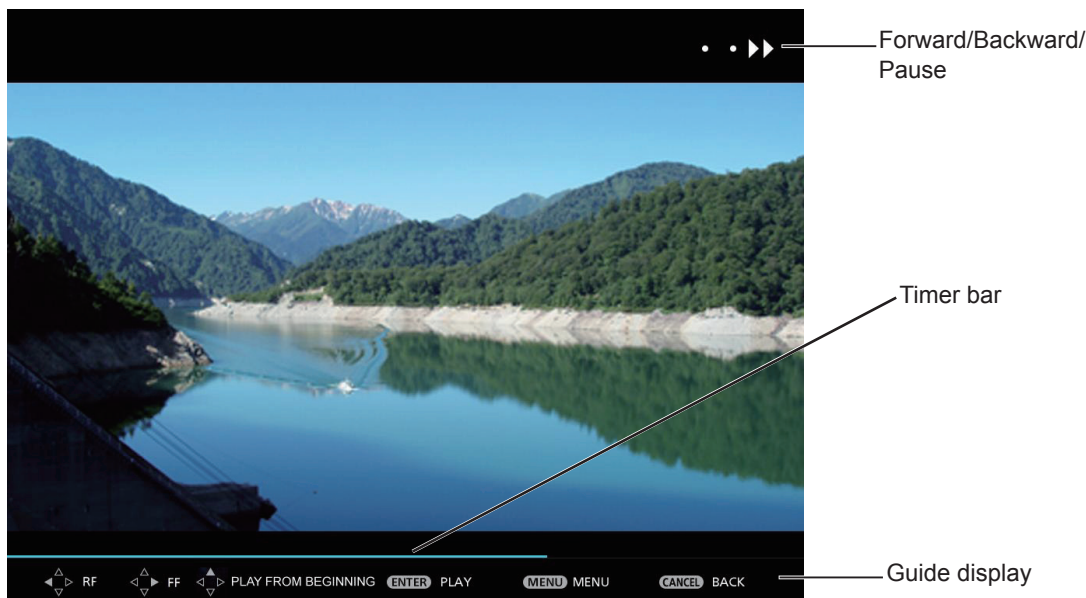 Forward/Backward/
Pause
Timer bar
RF FF PLAY FROM BEGINNING ENTER PLAY MENU MENU CANCEL BACK
Guide display